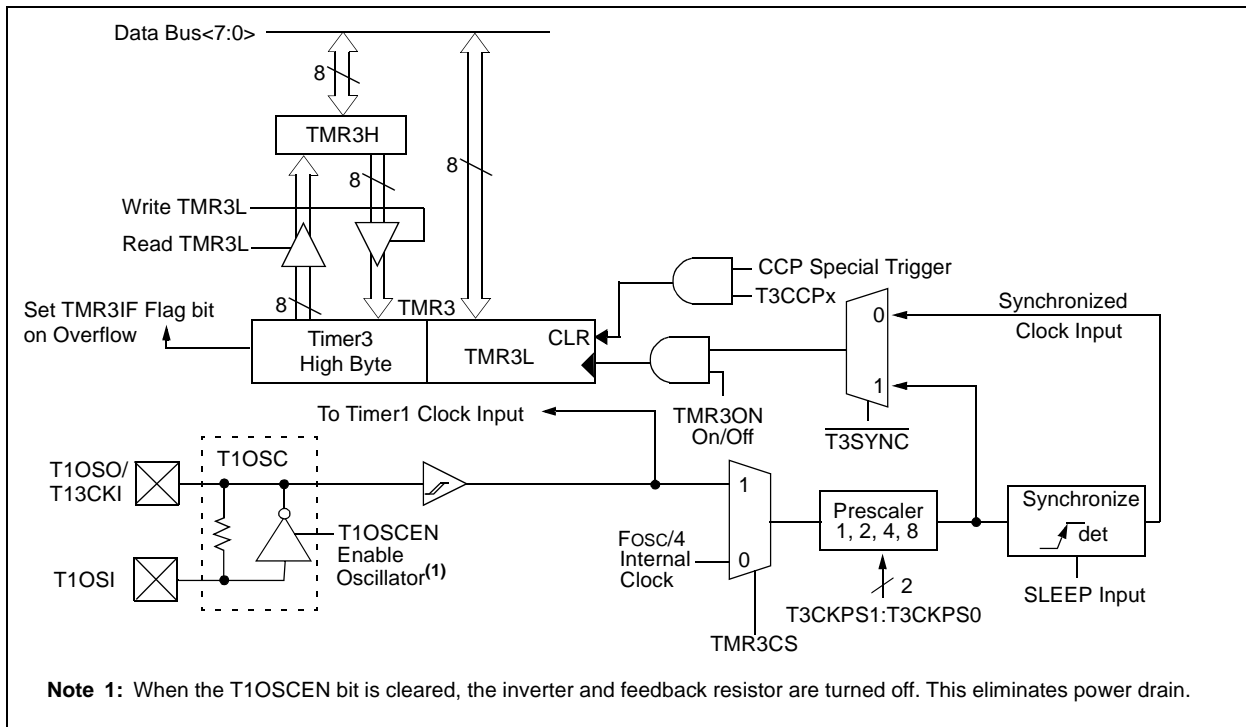 Data Bus<7:0>
8
TMR3H
8
8
Write TMR3L
Read TMR3L
8
TMR3
CCP Special Trigger
T3CCPx
Set TMR3IF Flag bit
on Overflow
Timer3
High Byte
TMR3L
CLR
0
1
Synchronized
Clock Input
TMR3ON
On/Off
T3SYNC
To Timer1 Clock Input
T1OSO/
T13CKI
T1OSC
T1OSCEN
Enable
Oscillator(1)
T1OSI
FOSC/4
Internal
Clock
1
0
TMR3CS
Prescaler
1, 2, 4, 8
2
T3CKPS1:T3CKPS0
Synchronize
det
SLEEP Input
Note 1: When the T1OSCEN bit is cleared, the inverter and feedback resistor are turned off. This eliminates power drain.